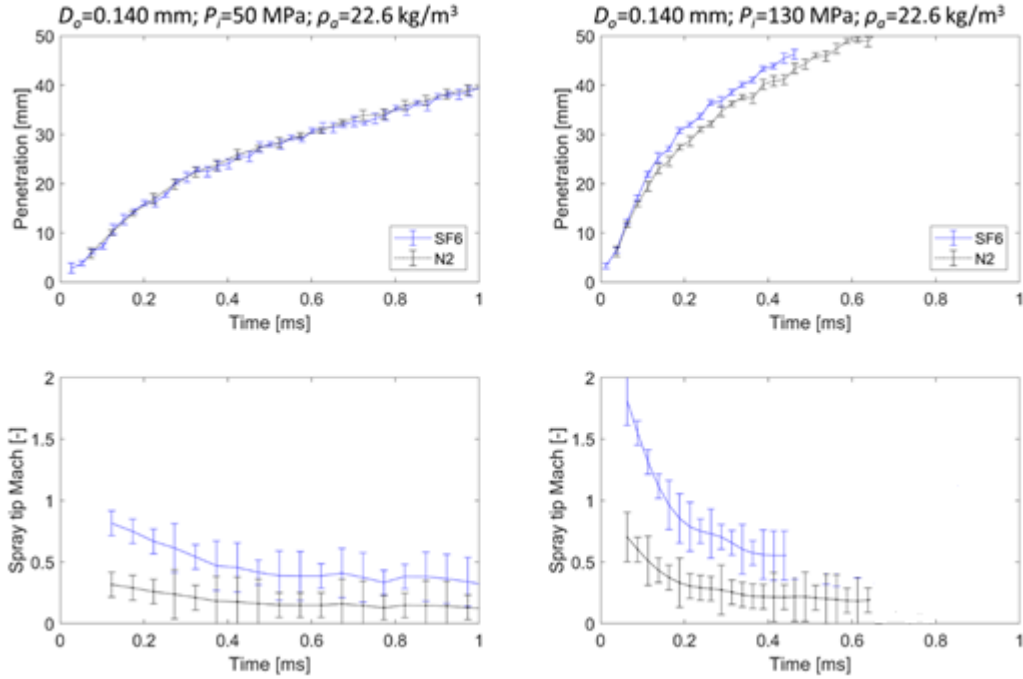 Dₒ=0.140 mm; Pᵢ=50 MPa; ρₐ=22.6 kg/m³
50
40
30
20
10
0
Penetration [mm]
SF6
N2
0 0.2 0.4 0.6 0.8 1
Time [ms]
Dₒ=0.140 mm; Pᵢ=130 MPa; ρₐ=22.6 kg/m³
50
40
30
20
10
0
Penetration [mm]
SF6
N2
0 0.2 0.4 0.6 0.8 1
Time [ms]
2
1.5
1
0.5
0
Spray tip Mach [-]
0 0.2 0.4 0.6 0.8 1
Time [ms]
2
1.5
1
0.5
0
Spray tip Mach [-]
0 0.2 0.4 0.6 0.8 1
Time [ms]